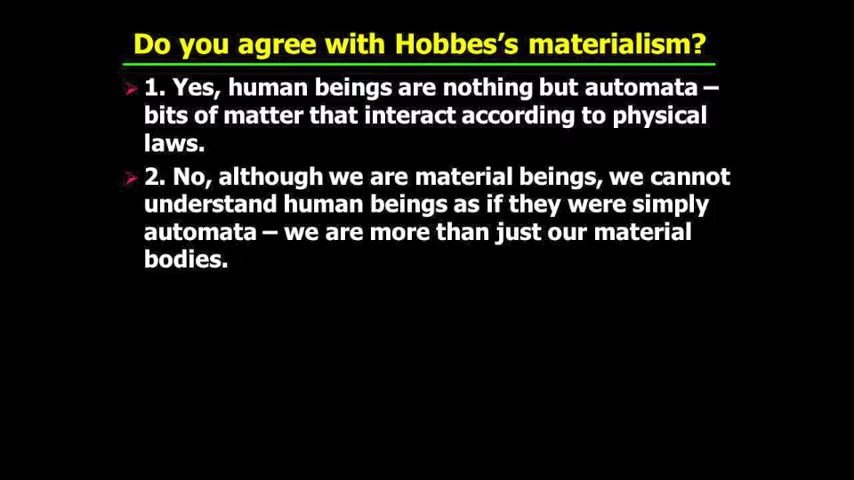 Do you agree with Hobbes’s materialism?
1. Yes, human beings are nothing but automata –
bits of matter that interact according to physical
laws.
2. No, although we are material beings, we cannot
understand human beings as if they were simply
automata – we are more than just our material
bodies.